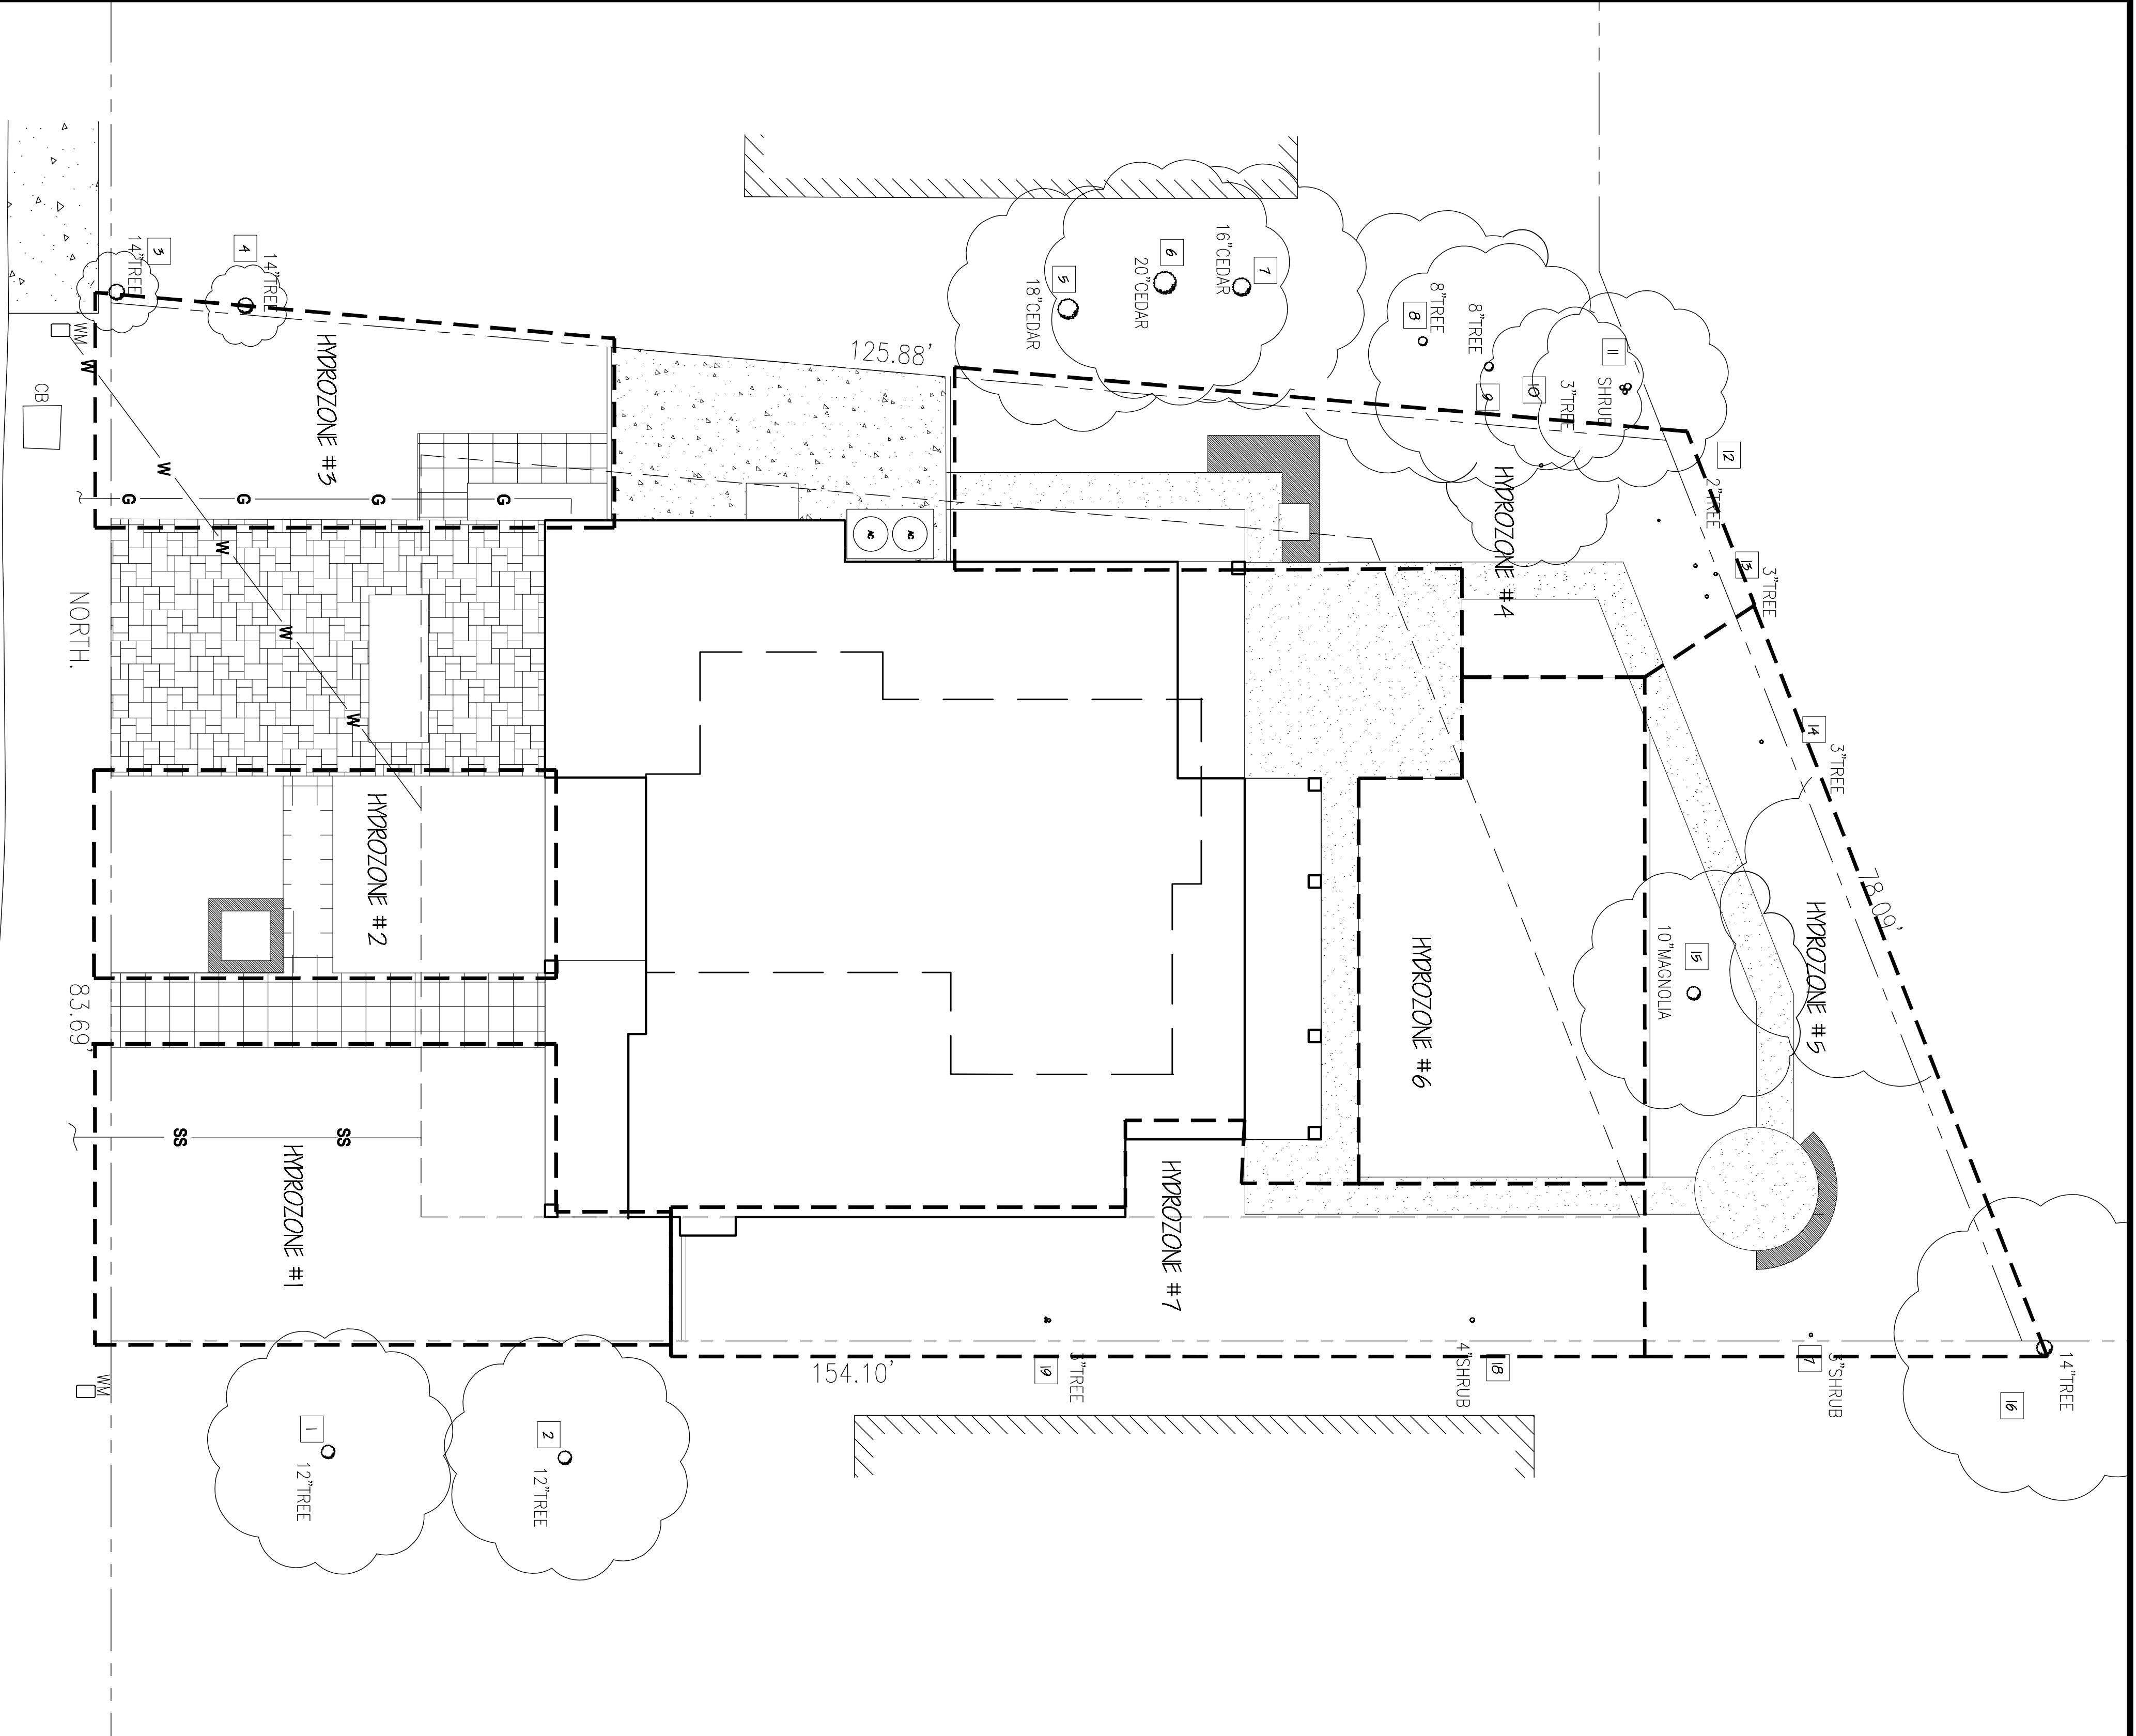 14"TREE
3
4
14"TREE
WM
W
CB
HYDROZONE #3
W
G
G
G
G
W
W
W
NORTH.
125.88'
AC
AC
5
18"CEDAR
6
20"CEDAR
16"CEDAR
7
8"TREE
8
8"TREE
9
10
3"TREE
11
SHRUB
HYDROZONE #4
12
2"TREE
13
3"TREE
14
3"TREE
78.09'
HYDROZONE #5
15
10"MAGNOLIA
HYDROZONE #6
HYDROZONE #2
83.69'
SS
SS
HYDROZONE #1
HYDROZONE #7
WM
1
12"TREE
2
12"TREE
154.10'
19
3"TREE
4"SHRUB
18
17
3"SHRUB
16
14"TREE